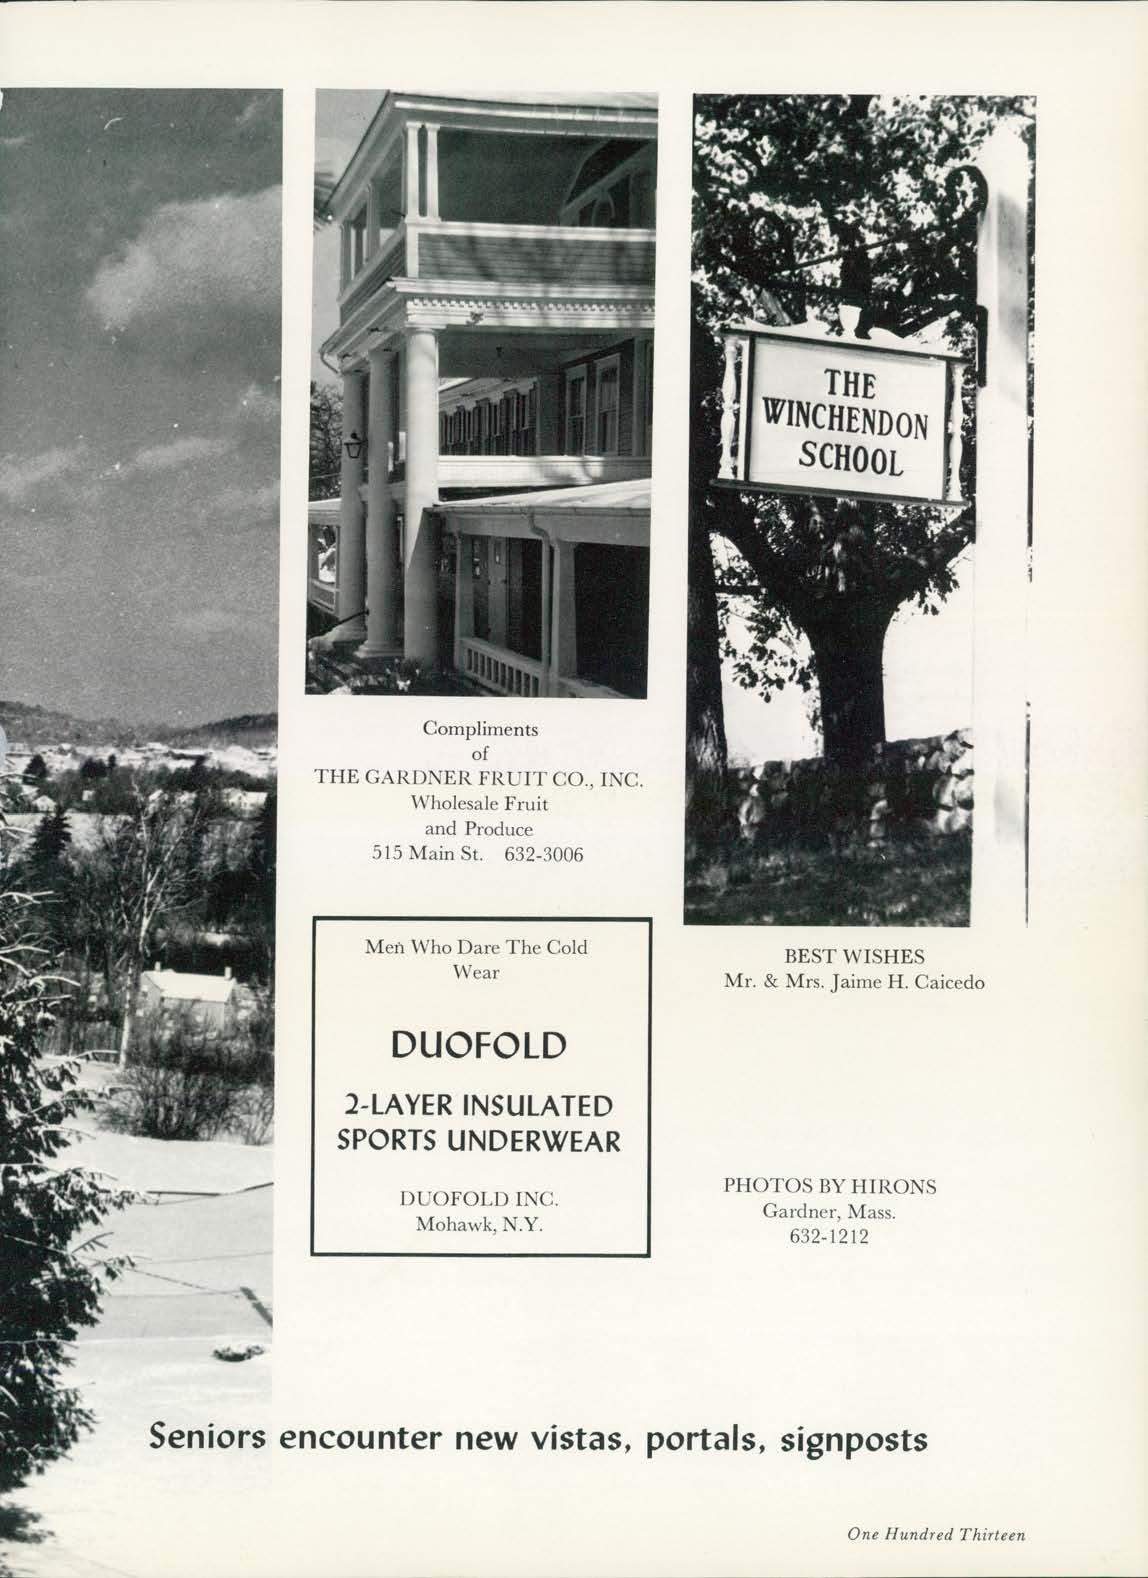 THE
WINCHENDON
SCHOOL
Compliments
of
THE GARDNER FRUIT CO., INC.
Wholesale Fruit
and Produce
515 Main St. 632-3006
Men Who Dare The Cold
Wear
DUOFOLD
2-LAYER INSULATED
SPORTS UNDERWEAR
DUOFOLD INC.
Mohawk, N.Y.
BEST WISHES
Mr. & Mrs. Jaime H. Caicedo
PHOTOS BY HIRONS
Gardner, Mass.
632-1212
Seniors encounter new vistas, portals, signposts
One Hundred Thirteen